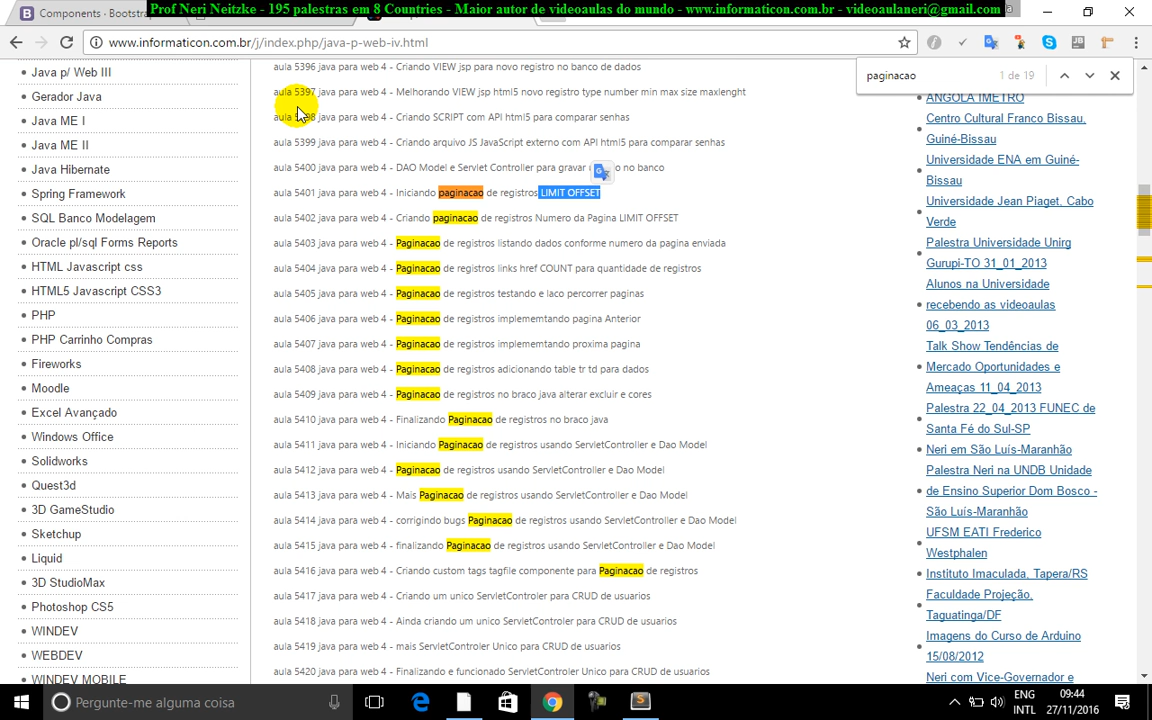 Prof Neri Neitzke - 195 palestras em 8 Countries - Maior autor de videoaulas do mundo - www.informaticon.com.br - videoaulaneri@gmail.com
Components · Bootstrap
www.informaticon.com.br/j/index.php/java-p-web-iv.html
paginacao 1 de 19
Java p/ Web III
Gerador Java
Java ME I
Java ME II
Java Hibernate
Spring Framework
SQL Banco Modelagem
Oracle pl/sql Forms Reports
HTML Javascript css
HTML5 Javascript CSS3
PHP
PHP Carrinho Compras
Fireworks
Moodle
Excel Avançado
Windows Office
Solidworks
Quest3d
3D GameStudio
Sketchup
Liquid
3D StudioMax
Photoshop CS5
WINDEV
WEBDEV
WINDEV MOBILE
aula 5396 java para web 4 - Criando VIEW jsp para novo registro no banco de dados
aula 5397 java para web 4 - Melhorando VIEW jsp html5 novo registro type number min max size maxlenght
aula 5398 java para web 4 - Criando SCRIPT com API html5 para comparar senhas
aula 5399 java para web 4 - Criando arquivo JS JavaScript externo com API html5 para comparar senhas
aula 5400 java para web 4 - DAO Model e Servlet Controller para gravar no banco
aula 5401 java para web 4 - Iniciando paginacao de registros LIMIT OFFSET
aula 5402 java para web 4 - Criando paginacao de registros Numero da Pagina LIMIT OFFSET
aula 5403 java para web 4 - Paginacao de registros listando dados conforme numero da pagina enviada
aula 5404 java para web 4 - Paginacao de registros links href COUNT para quantidade de registros
aula 5405 java para web 4 - Paginacao de registros testando e laco percorrer paginas
aula 5406 java para web 4 - Paginacao de registros implememtando pagina Anterior
aula 5407 java para web 4 - Paginacao de registros implememtando proxima pagina
aula 5408 java para web 4 - Paginacao de registros adicionando table tr td para dados
aula 5409 java para web 4 - Paginacao de registros no braco java alterar excluir e cores
aula 5410 java para web 4 - Finalizando Paginacao de registros no braco java
aula 5411 java para web 4 - Iniciando Paginacao de registros usando ServletController e Dao Model
aula 5412 java para web 4 - Paginacao de registros usando ServletController e Dao Model
aula 5413 java para web 4 - Mais Paginacao de registros usando ServletController e Dao Model
aula 5414 java para web 4 - corrigindo bugs Paginacao de registros usando ServletController e Dao Model
aula 5415 java para web 4 - finalizando Paginacao de registros usando ServletController e Dao Model
aula 5416 java para web 4 - Criando custom tags tagfile componente para Paginacao de registros
aula 5417 java para web 4 - Criando um unico ServletControler para CRUD de usuarios
aula 5418 java para web 4 - Ainda criando um unico ServletControler para CRUD de usuarios
aula 5419 java para web 4 - mais ServletControler Unico para CRUD de usuarios
aula 5420 java para web 4 - Finalizando e funcionado ServletControler Unico para CRUD de usuarios
ANGOLA IMETRO
Centro Cultural Franco Bissau,
Guiné-Bissau
Universidade ENA em Guiné-
Bissau
Universidade Jean Piaget, Cabo
Verde
Palestra Universidade Unirg
Gurupi-TO 31_01_2013
Alunos na Universidade
recebendo as videoaulas
06_03_2013
Talk Show Tendências de
Mercado Oportunidades e
Ameaças 11_04_2013
Palestra 22_04_2013 FUNEC de
Santa Fé do Sul-SP
Neri em São Luís-Maranhão
Palestra Neri na UNDB Unidade
de Ensino Superior Dom Bosco -
São Luís-Maranhão
UFSM EATI Frederico
Westphalen
Instituto Imaculada, Tapera/RS
Faculdade Projeção,
Taguatinga/DF
Imagens do Curso de Arduino
15/08/2012
Neri com Vice-Governador e
Pergunte-me alguma coisa
ENG
INTL
09:44
27/11/2016